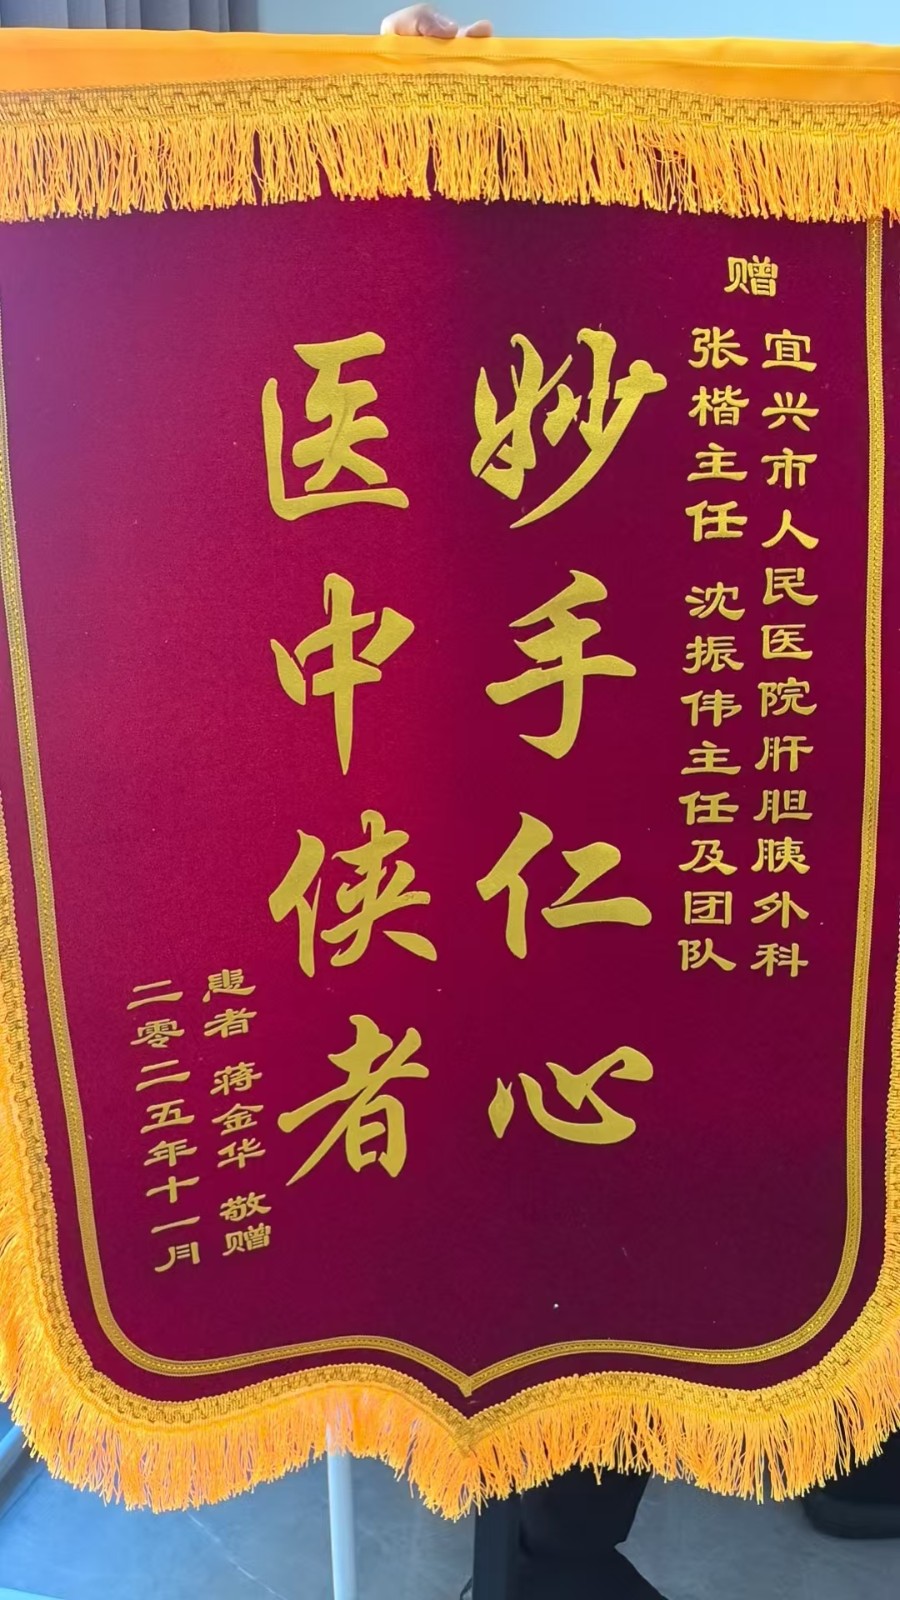 赠
宜兴市人民医院肝胆胰外科
张楷主任 沈振伟主任及团队
妙手仁心
医中侠者
患者 蒋金华 敬赠
二零二五年十一月